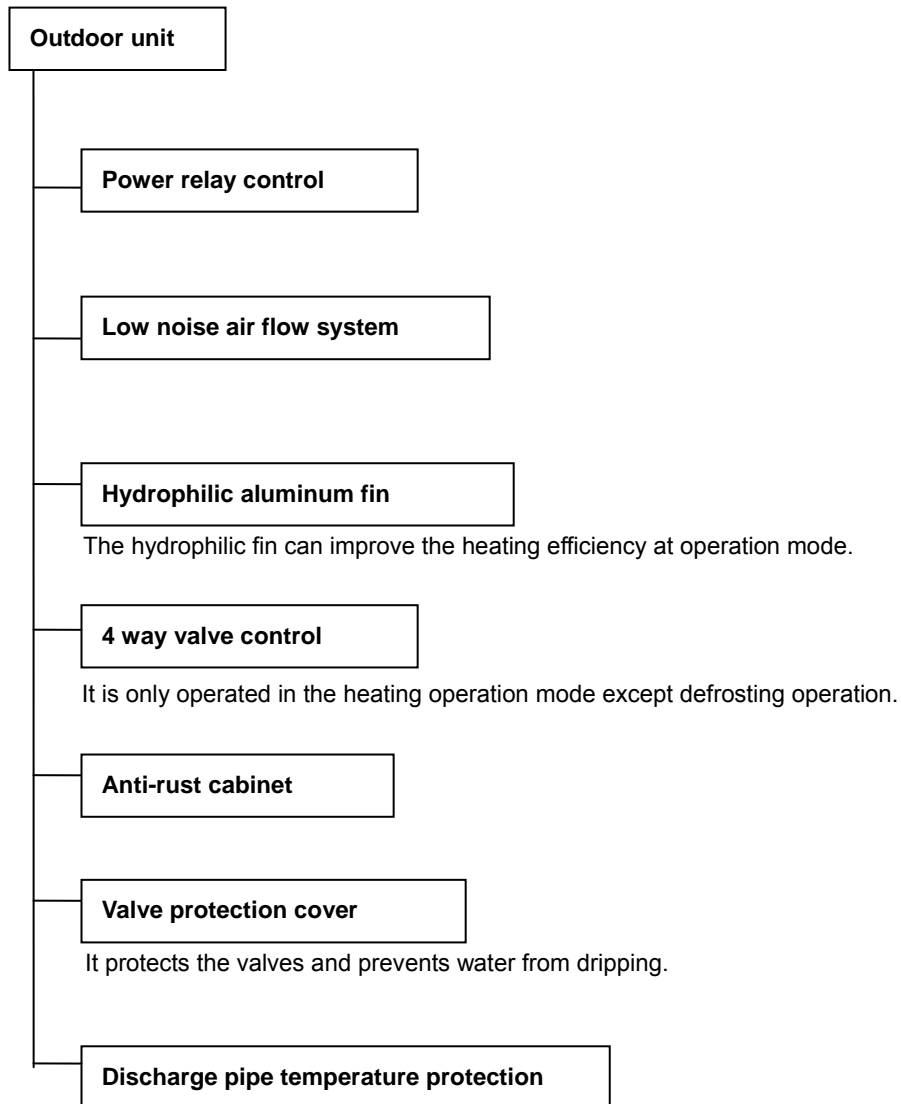 Outdoor unit
Power relay control
Low noise air flow system
Hydrophilic aluminum fin
The hydrophilic fin can improve the heating efficiency at operation mode.
4 way valve control
It is only operated in the heating operation mode except defrosting operation.
Anti-rust cabinet
Valve protection cover
It protects the valves and prevents water from dripping.
Discharge pipe temperature protection